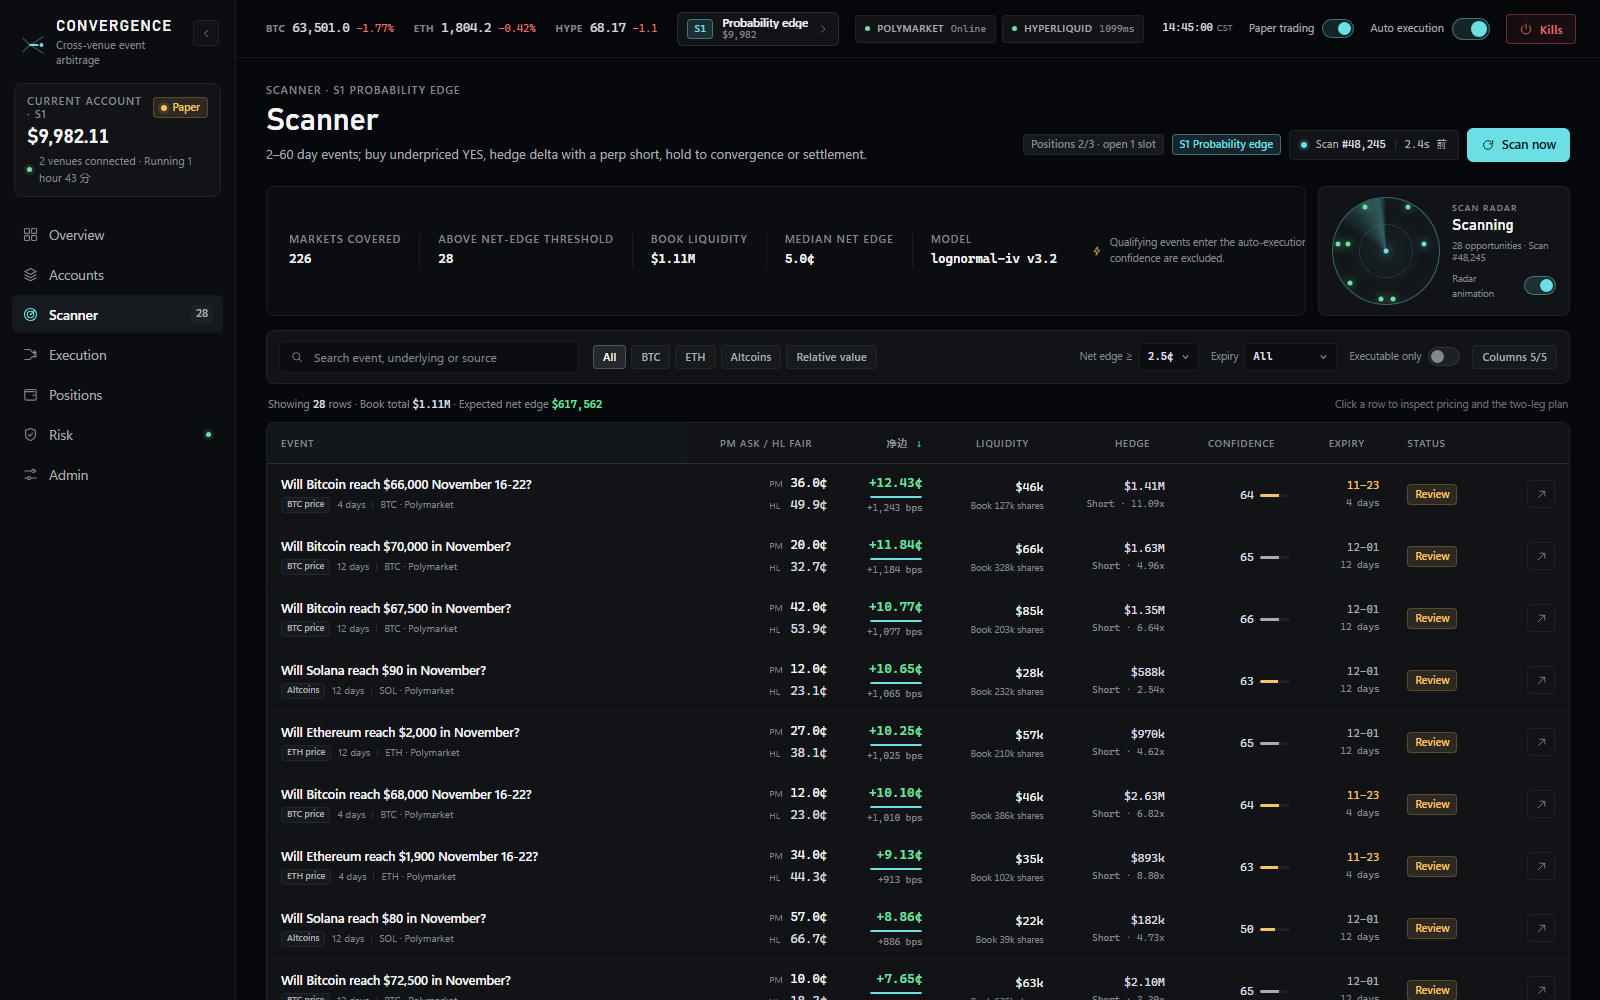 CONVERGENCE
Cross-venue event
arbitrage
CURRENT ACCOUNT
· S1
Paper
$9,982.11
2 venues connected · Running 1
hour 43 分
Overview
Accounts
Scanner 28
Execution
Positions
Risk
Admin
BTC 63,501.0 −1.77% ETH 1,804.2 −0.42% HYPE 68.17 −1.1
S1 Probability edge
$9,982
POLYMARKET Online
HYPERLIQUID 1099ms
14:45:00 CST
Paper trading
Auto execution
Kills
SCANNER · S1 PROBABILITY EDGE
Scanner
2–60 day events; buy underpriced YES, hedge delta with a perp short, hold to convergence or settlement.
Positions 2/3 · open 1 slot
S1 Probability edge
Scan #48,245 2.4s 前
Scan now
MARKETS COVERED
226
ABOVE NET-EDGE THRESHOLD
28
BOOK LIQUIDITY
$1.11M
MEDIAN NET EDGE
5.0¢
MODEL
lognormal-iv v3.2
Qualifying events enter the auto-execution
confidence are excluded.
SCAN RADAR
Scanning
28 opportunities · Scan
#48,245
Radar
animation
Search event, underlying or source
All BTC ETH Altcoins Relative value
Net edge ≥ 2.5¢
Expiry All
Executable only
Columns 5/5
Showing 28 rows · Book total $1.11M · Expected net edge $617,562
Click a row to inspect pricing and the two-leg plan
EVENT PM ASK / HL FAIR 净边 ↓ LIQUIDITY HEDGE CONFIDENCE EXPIRY STATUS
Will Bitcoin reach $66,000 November 16-22? PM 36.0¢ +12.43¢ $46k $1.41M 64 11-23 Review
BTC price 4 days BTC · Polymarket HL 49.9¢ +1,243 bps Book 127k shares Short · 11.09x 4 days
Will Bitcoin reach $70,000 in November? PM 20.0¢ +11.84¢ $66k $1.63M 65 12-01 Review
BTC price 12 days BTC · Polymarket HL 32.7¢ +1,184 bps Book 328k shares Short · 4.96x 12 days
Will Bitcoin reach $67,500 in November? PM 42.0¢ +10.77¢ $85k $1.35M 66 12-01 Review
BTC price 12 days BTC · Polymarket HL 53.9¢ +1,077 bps Book 203k shares Short · 6.64x 12 days
Will Solana reach $90 in November? PM 12.0¢ +10.65¢ $28k $588k 63 12-01 Review
Altcoins 12 days SOL · Polymarket HL 23.1¢ +1,065 bps Book 232k shares Short · 2.54x 12 days
Will Ethereum reach $2,000 in November? PM 27.0¢ +10.25¢ $57k $970k 65 12-01 Review
ETH price 12 days ETH · Polymarket HL 38.1¢ +1,025 bps Book 210k shares Short · 4.62x 12 days
Will Bitcoin reach $68,000 November 16-22? PM 12.0¢ +10.10¢ $46k $2.63M 64 11-23 Review
BTC price 4 days BTC · Polymarket HL 23.0¢ +1,010 bps Book 386k shares Short · 6.82x 4 days
Will Ethereum reach $1,900 November 16-22? PM 34.0¢ +9.13¢ $35k $893k 63 11-23 Review
ETH price 4 days ETH · Polymarket HL 44.3¢ +913 bps Book 102k shares Short · 8.80x 4 days
Will Solana reach $80 in November? PM 57.0¢ +8.86¢ $22k $182k 50 12-01 Review
Altcoins 12 days SOL · Polymarket HL 66.7¢ +886 bps Book 39k shares Short · 4.73x 12 days
Will Bitcoin reach $72,500 in November? PM 10.0¢ +7.65¢ $63k $2.10M 65 12-01 Review